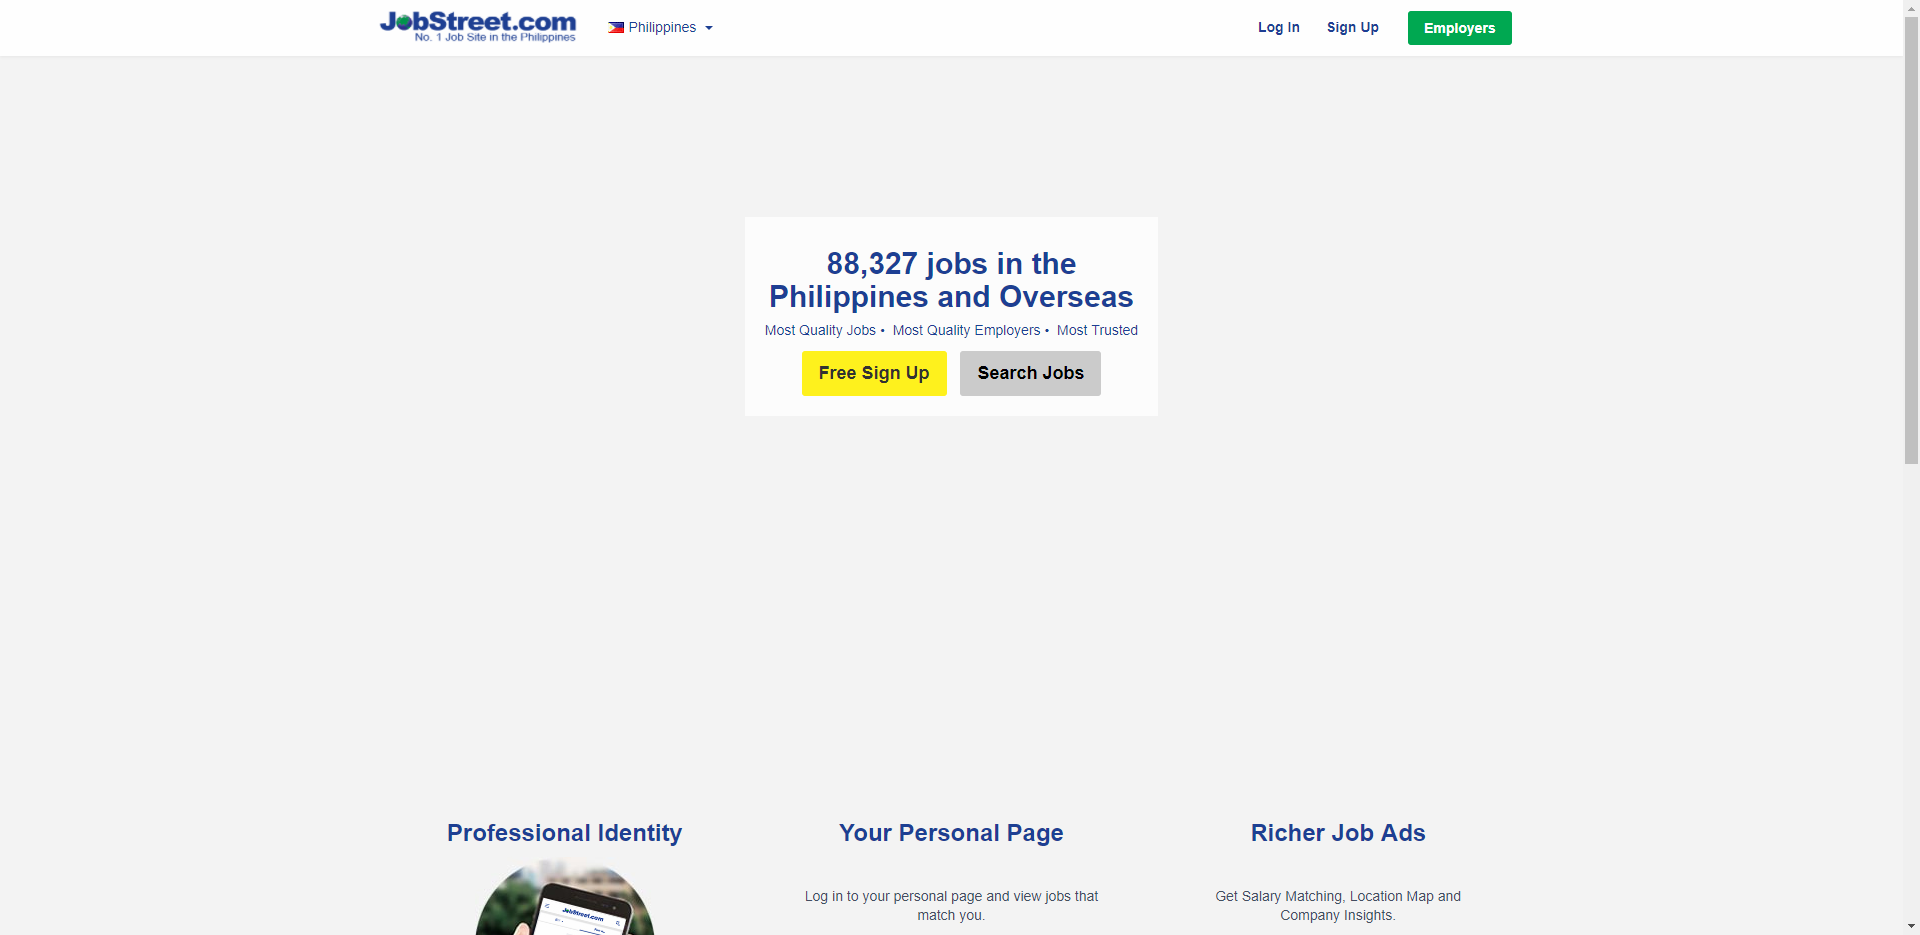 JobStreet.com
No. 1 Job Site in the Philippines
Philippines
Log In
Sign Up
Employers
88,327 jobs in the
Philippines and Overseas
Most Quality Jobs • Most Quality Employers • Most Trusted
Free Sign Up
Search Jobs
Professional Identity
JobStreet.com
Your Personal Page
Log in to your personal page and view jobs that
match you.
Richer Job Ads
Get Salary Matching, Location Map and
Company Insights.